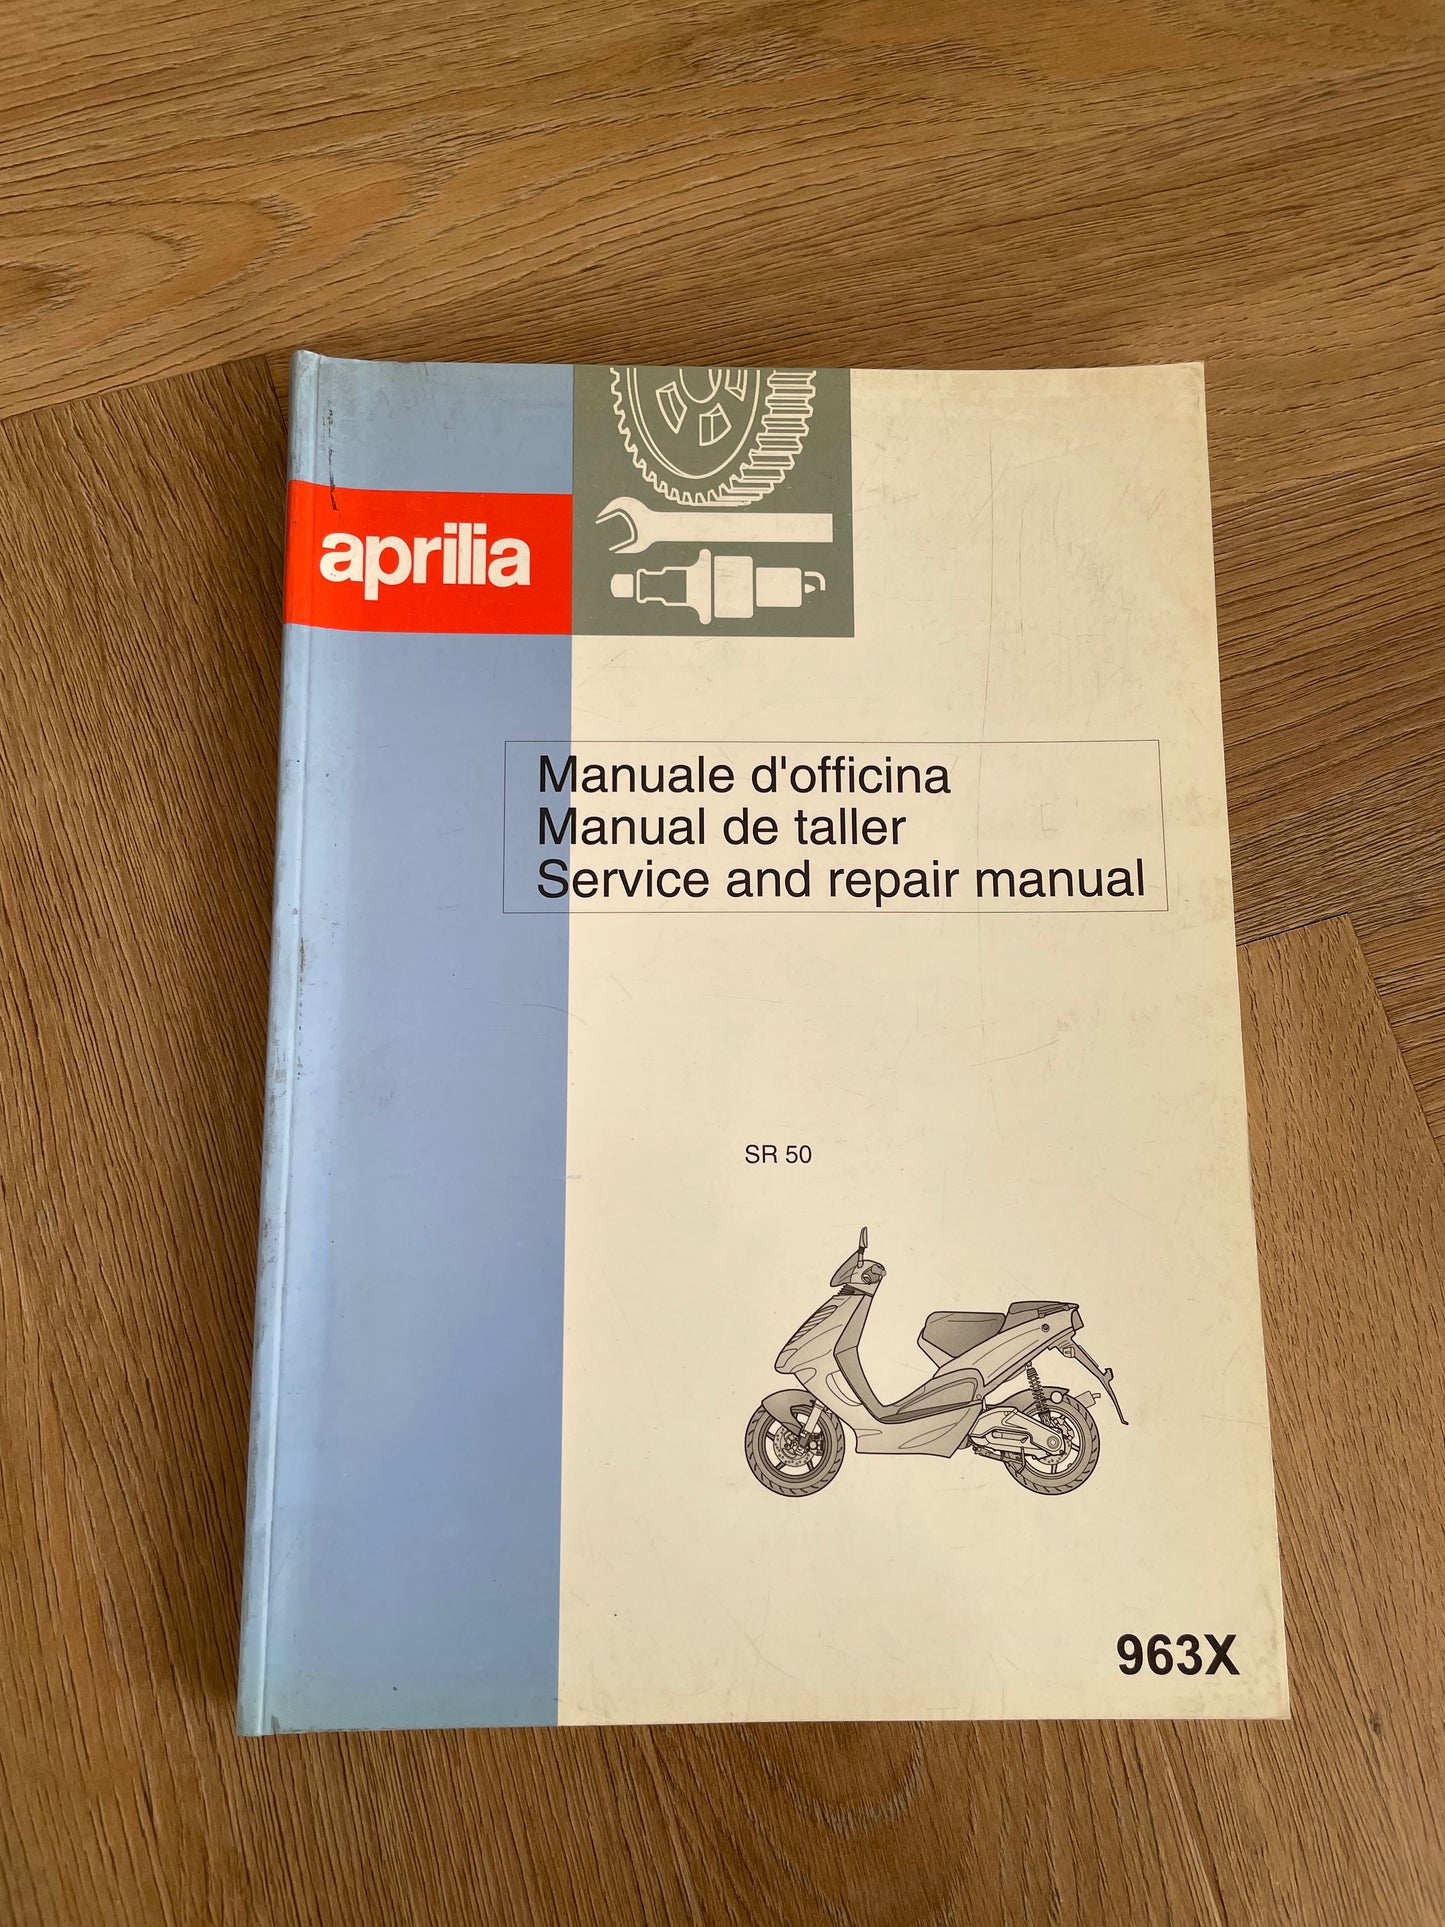 aprilia
Manuale d'officina
Manual de taller
Service and repair manual
SR 50
963X